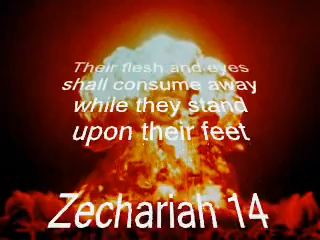 Their flesh and eyes
shall consume away
while they stand
upon their feet
Zechariah 14